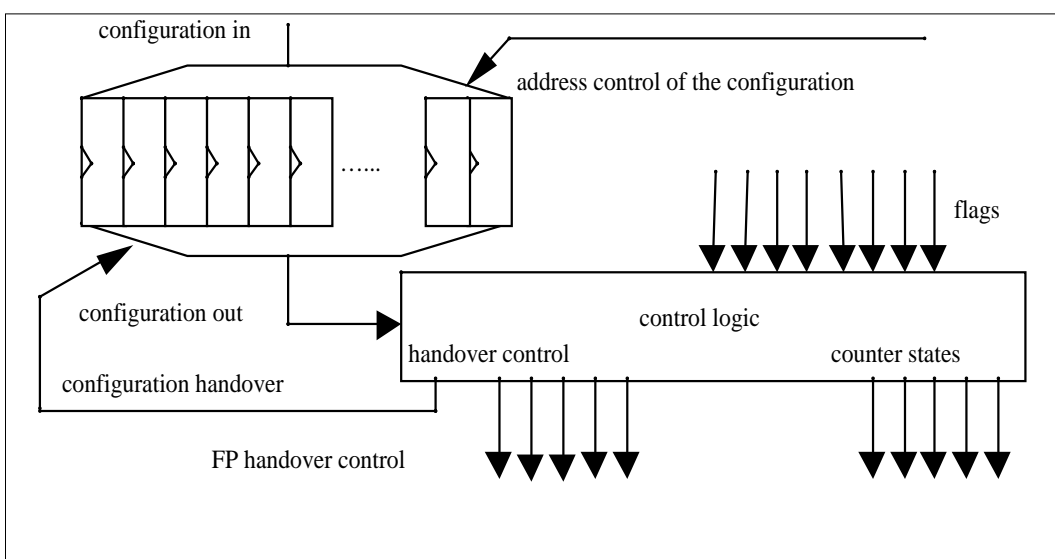 configuration in
address control of the configuration
…...
flags
configuration out
control logic
handover control
counter states
configuration handover
FP handover control